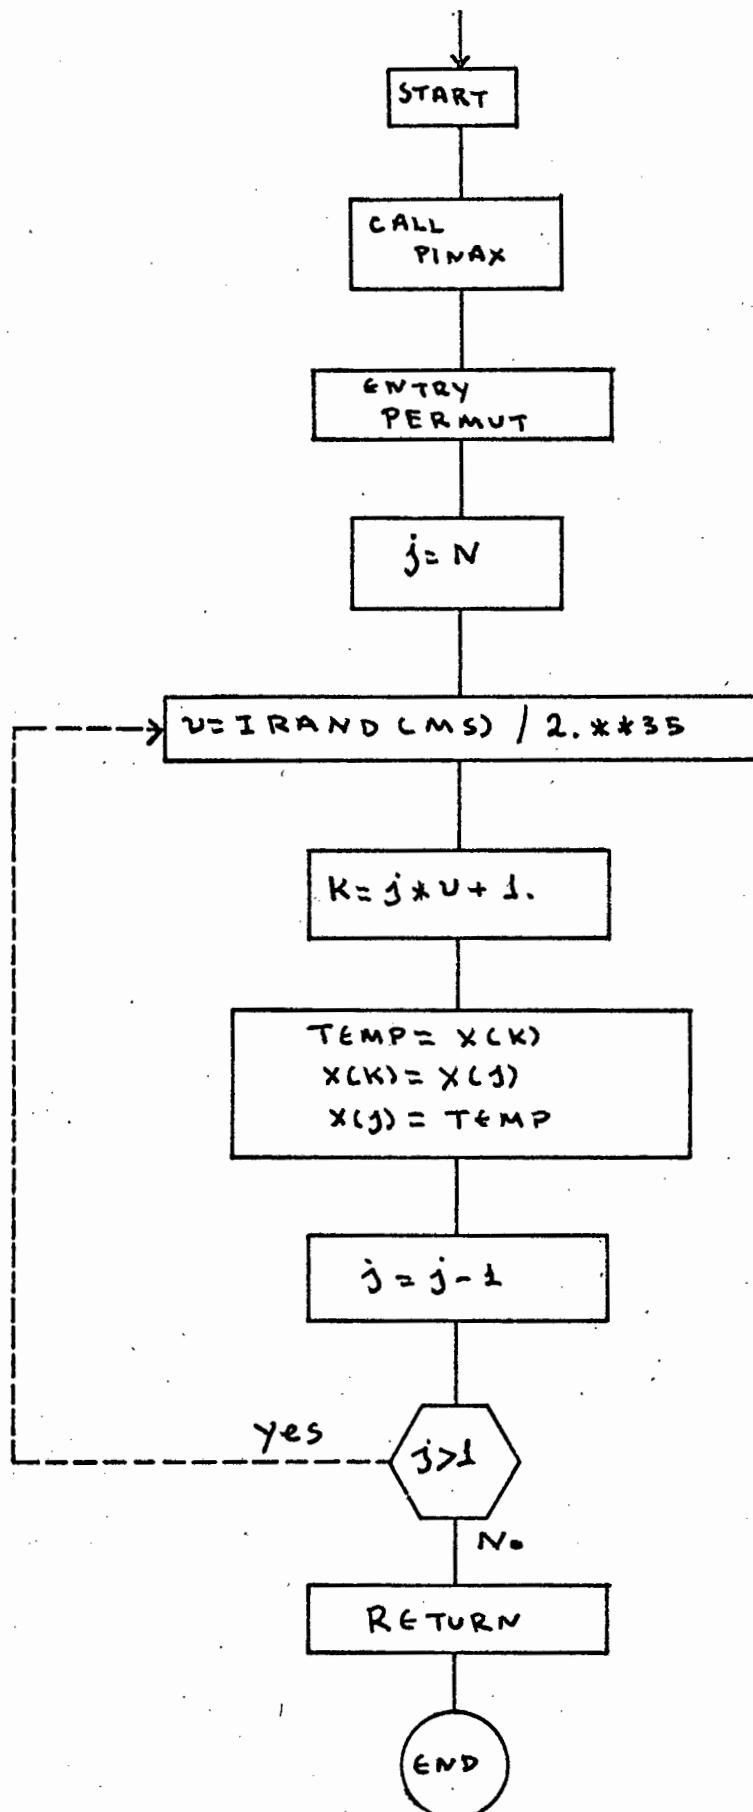 START
CALL
PINAX
ENTRY
PERMUT
j = N
U = IRAND (MS) / 2. **35
K = j * U + 1.
TEMP = X(K)
X(K) = X(j)
X(j) = TEMP
j = j - 1
yes
j>1
No
RETURN
END